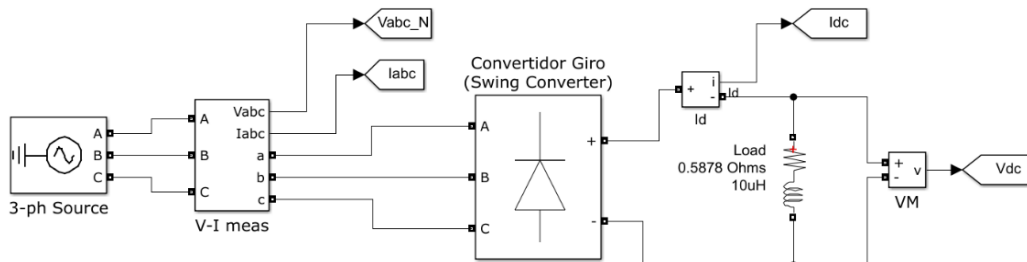 Vabc_N
Iabc
Idc
Convertidor Giro
(Swing Converter)
Vabc
Iabc
A
B
C
a
b
c
A
B
C
A
B
C
+
-
+
i
-
Id
Id
Load
0.5878 Ohms
10uH
+
-
v
VM
Vdc
3-ph Source
V-I meas